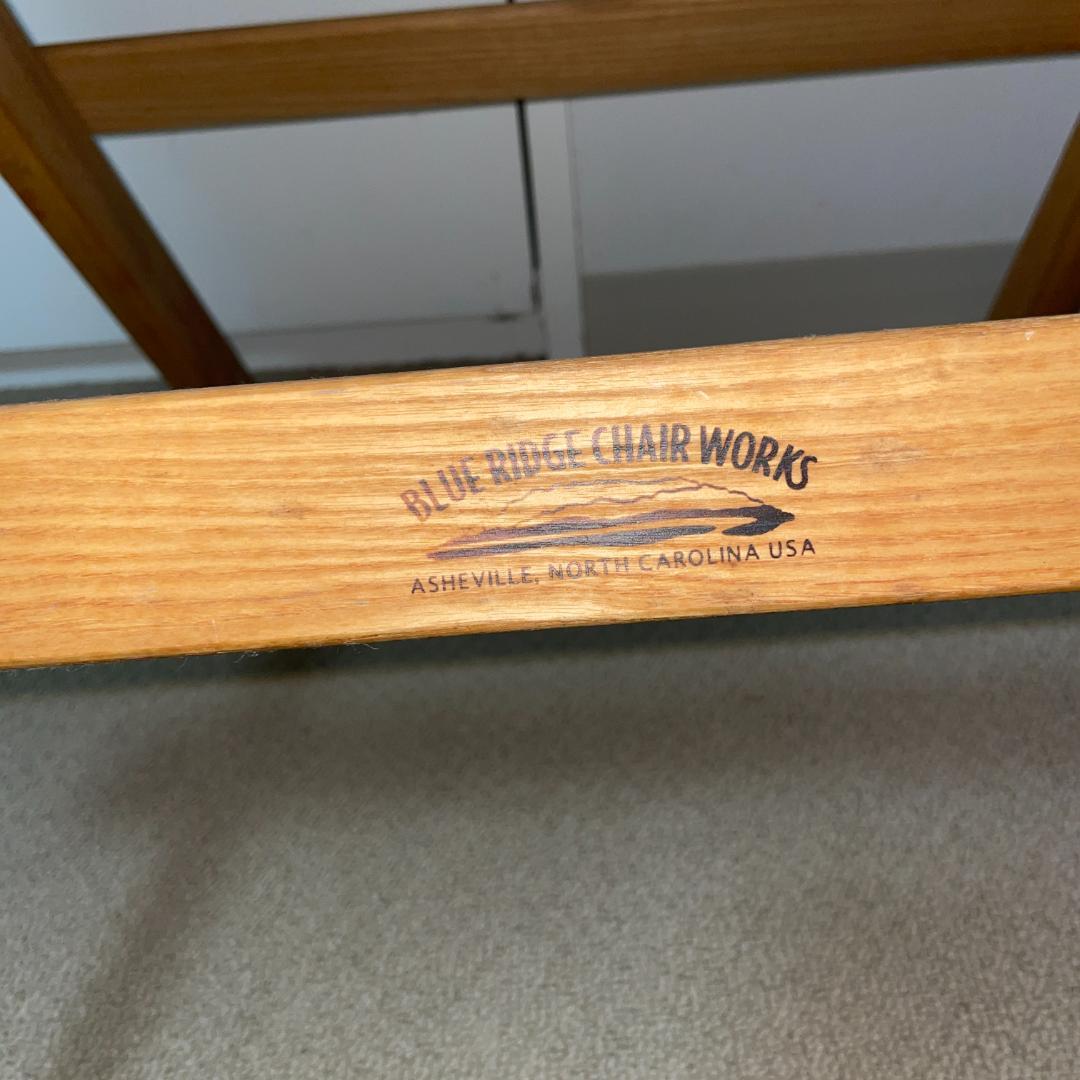 BLUE RIDGE CHAIR WORKS
ASHEVILLE, NORTH CAROLINA USA